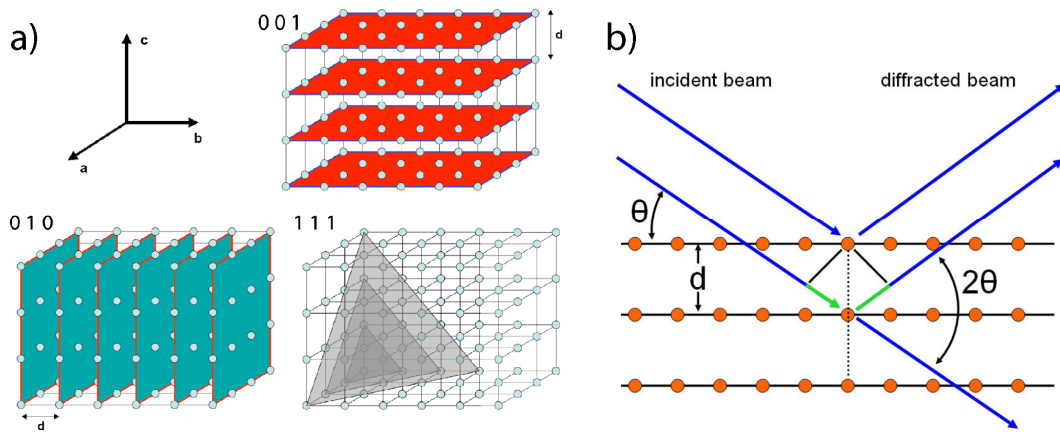 a)
c
b
a
0 0 1
d
0 1 0
d
1 1 1
b)
incident beam
diffracted beam
θ
d
2θ